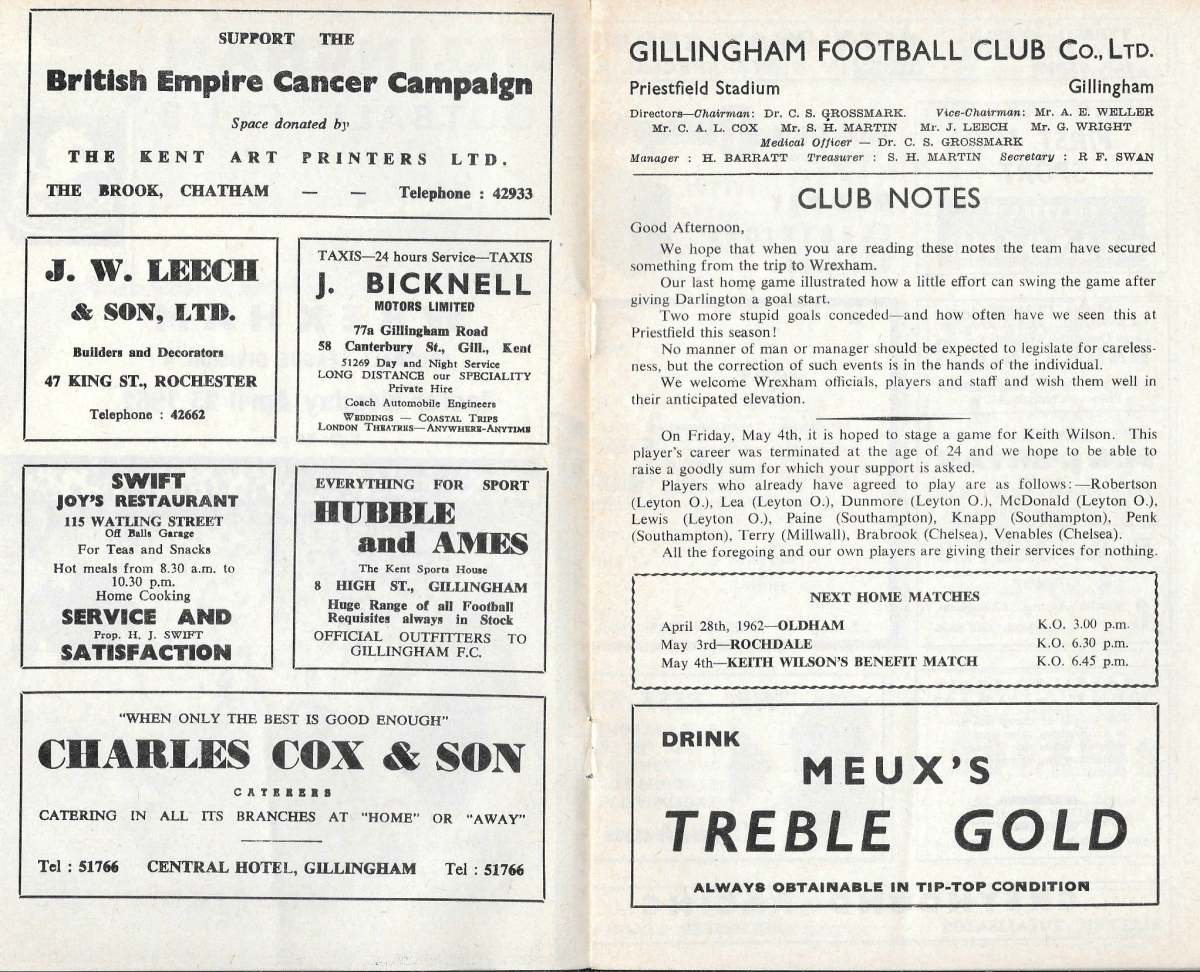 SUPPORT THE
British Empire Cancer Campaign
Space donated by
THE KENT ART PRINTERS LTD.
THE BROOK, CHATHAM — — Telephone : 42933
J. W. LEECH
& SON, LTD.
Builders and Decorators
47 KING ST., ROCHESTER
Telephone : 42662
TAXIS—24 hours Service—TAXIS
J. BICKNELL
MOTORS LIMITED
77a Gillingham Road
58 Canterbury St., Gill., Kent
51269 Day and Night Service
LONG DISTANCE our SPECIALITY
Private Hire
Coach Automobile Engineers
WEDDINGS — COASTAL TRIPS
LONDON THEATRES—ANYWHERE-ANYTIME
SWIFT
JOY'S RESTAURANT
115 WATLING STREET
Off Balls Garage
For Teas and Snacks
Hot meals from 8.30 a.m. to
10.30 p.m.
Home Cooking
SERVICE AND
Prop. H. J. SWIFT
SATISFACTION
EVERYTHING FOR SPORT
HUBBLE
and AMES
The Kent Sports House
8 HIGH ST., GILLINGHAM
Huge Range of all Football
Requisites always in Stock
OFFICIAL OUTFITTERS TO
GILLINGHAM F.C.
"WHEN ONLY THE BEST IS GOOD ENOUGH"
CHARLES COX & SON
CATERERS
CATERING IN ALL ITS BRANCHES AT "HOME" OR "AWAY"
Tel : 51766 CENTRAL HOTEL, GILLINGHAM Tel : 51766
GILLINGHAM FOOTBALL CLUB CO., LTD.
Priestfield Stadium Gillingham
Directors—Chairman: Dr. C. S. GROSSMARK. Vice-Chairman: Mr. A. E. WELLER
Mr. C. A. L. COX Mr. S. H. MARTIN Mr. J. LEECH Mr. G. WRIGHT
Medical Officer — Dr. C. S. GROSSMARK
Manager : H. BARRATT Treasurer : S. H. MARTIN Secretary : R F. SWAN
CLUB NOTES
Good Afternoon,
We hope that when you are reading these notes the team have secured
something from the trip to Wrexham.
Our last home game illustrated how a little effort can swing the game after
giving Darlington a goal start.
Two more stupid goals conceded—and how often have we seen this at
Priestfield this season!
No manner of man or manager should be expected to legislate for careless-
ness, but the correction of such events is in the hands of the individual.
We welcome Wrexham officials, players and staff and wish them well in
their anticipated elevation.
On Friday, May 4th, it is hoped to stage a game for Keith Wilson. This
player's career was terminated at the age of 24 and we hope to be able to
raise a goodly sum for which your support is asked.
Players who already have agreed to play are as follows:—Robertson
(Leyton O.), Lea (Leyton O.), Dunmore (Leyton O.), McDonald (Leyton O.),
Lewis (Leyton O.), Paine (Southampton), Knapp (Southampton), Penk
(Southampton), Terry (Millwall), Brabrook (Chelsea), Venables (Chelsea).
All the foregoing and our own players are giving their services for nothing.
NEXT HOME MATCHES
April 28th, 1962—OLDHAM K.O. 3.00 p.m.
May 3rd—ROCHDALE K.O. 6.30 p.m.
May 4th—KEITH WILSON'S BENEFIT MATCH K.O. 6.45 p.m.
DRINK
MEUX'S
TREBLE GOLD
ALWAYS OBTAINABLE IN TIP-TOP CONDITION